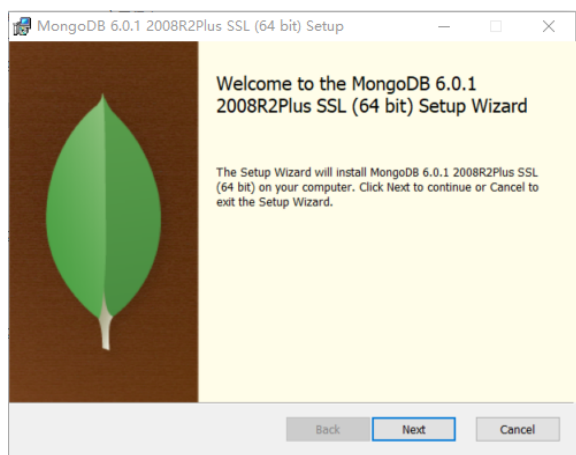 MongoDB 6.0.1 2008R2Plus SSL (64 bit) Setup
Welcome to the MongoDB 6.0.1
2008R2Plus SSL (64 bit) Setup Wizard
The Setup Wizard will install MongoDB 6.0.1 2008R2Plus SSL
(64 bit) on your computer. Click Next to continue or Cancel to
exit the Setup Wizard.
Back Next Cancel